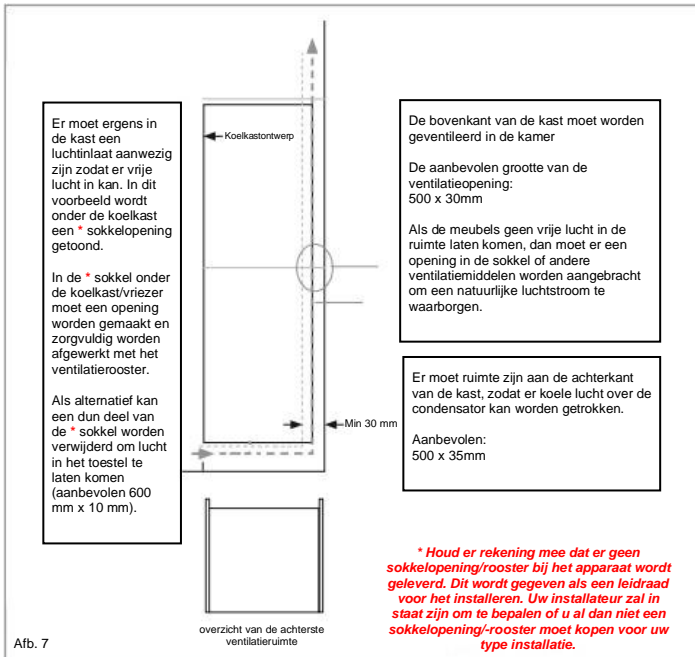 Er moet ergens in
de kast een
luchtinlaat aanwezig
zijn zodat er vrije
lucht in kan. In dit
voorbeeld wordt
onder de koelkast
een * sokkelopening
getoond.
In de * sokkel onder
de koelkast/vriezer
moet een opening
worden gemaakt en
zorgvuldig worden
afgewerkt met het
ventilatierooster.
Als alternatief kan
een dun deel van
de * sokkel worden
verwijderd om lucht
in het toestel te
laten komen
(aanbevolen 600
mm x 10 mm).
Koelkastontwerp
Min 30 mm
De bovenkant van de kast moet worden
geventileerd in de kamer
De aanbevolen grootte van de
ventilatieopening:
500 x 30mm
Als de meubels geen vrije lucht in de
ruimte laten komen, dan moet er een
opening in de sokkel of andere
ventilatiemiddelen worden aangebracht
om een natuurlijke luchtstroom te
waarborgen.
Er moet ruimte zijn aan de achterkant
van de kast, zodat er koele lucht over de
condensator kan worden getrokken.
Aanbevolen:
500 x 35mm
overzicht van de achterste
ventilatieruimte
* Houd er rekening mee dat er geen
sokkelopening/rooster bij het apparaat wordt
geleverd. Dit wordt gegeven als een leidraad
voor het installeren. Uw installateur zal in
staat zijn om te bepalen of u al dan niet een
sokkelopening/-rooster moet kopen voor uw
type installatie.
Afb. 7